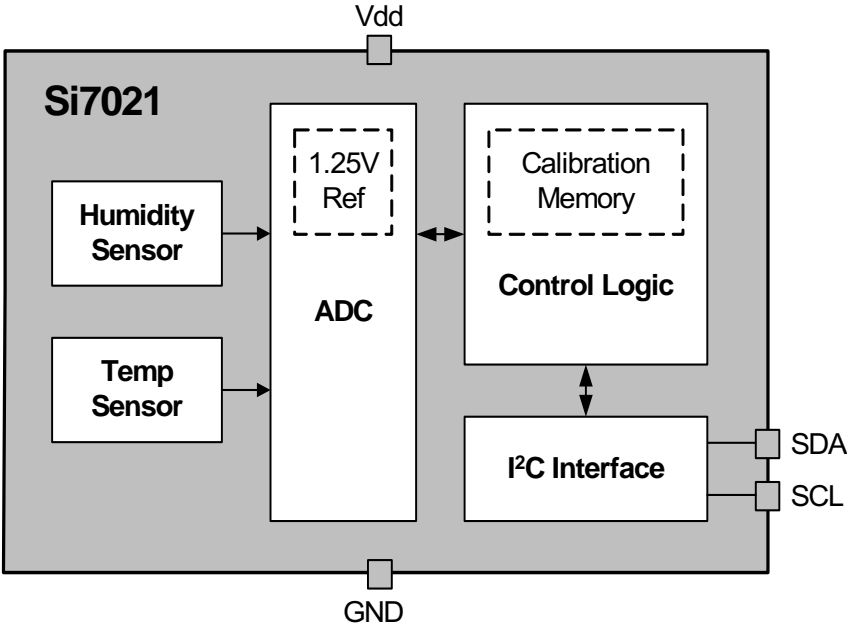 Vdd
Si7021
1.25V
Ref
Calibration
Memory
Humidity
Sensor
Control Logic
ADC
Temp
Sensor
I²C Interface
SDA
SCL
GND